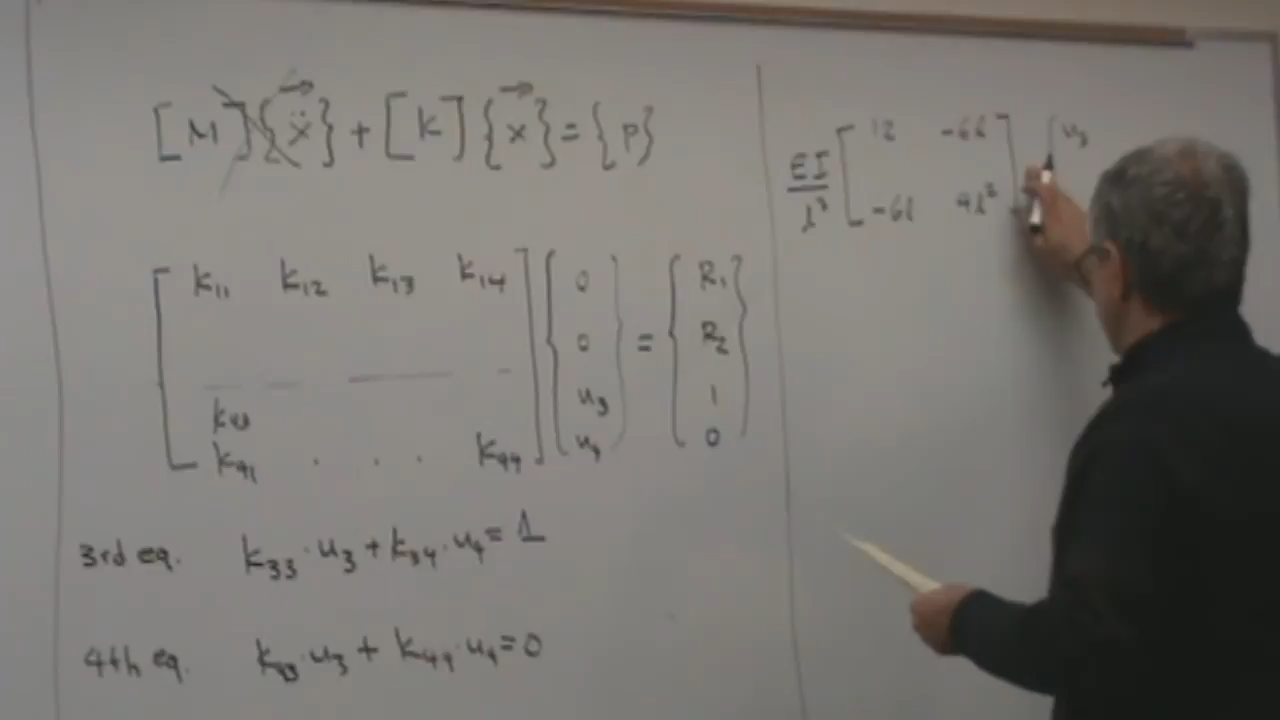 [M]{ẍ} + [K]{x} = {P}
k₁₁ k₁₂ k₁₃ k₁₄ 0 R₁
0 = R₂
u₃ 1
k₄₁ . . . k₄₄ u₄ 0
3rd eq. k₃₃·u₃ + k₃₄·u₄ = 1
4th eq. k₄₃·u₃ + k₄₄·u₄ = 0
EI/l³ [12 -6l
-6l 4l²] {u₃